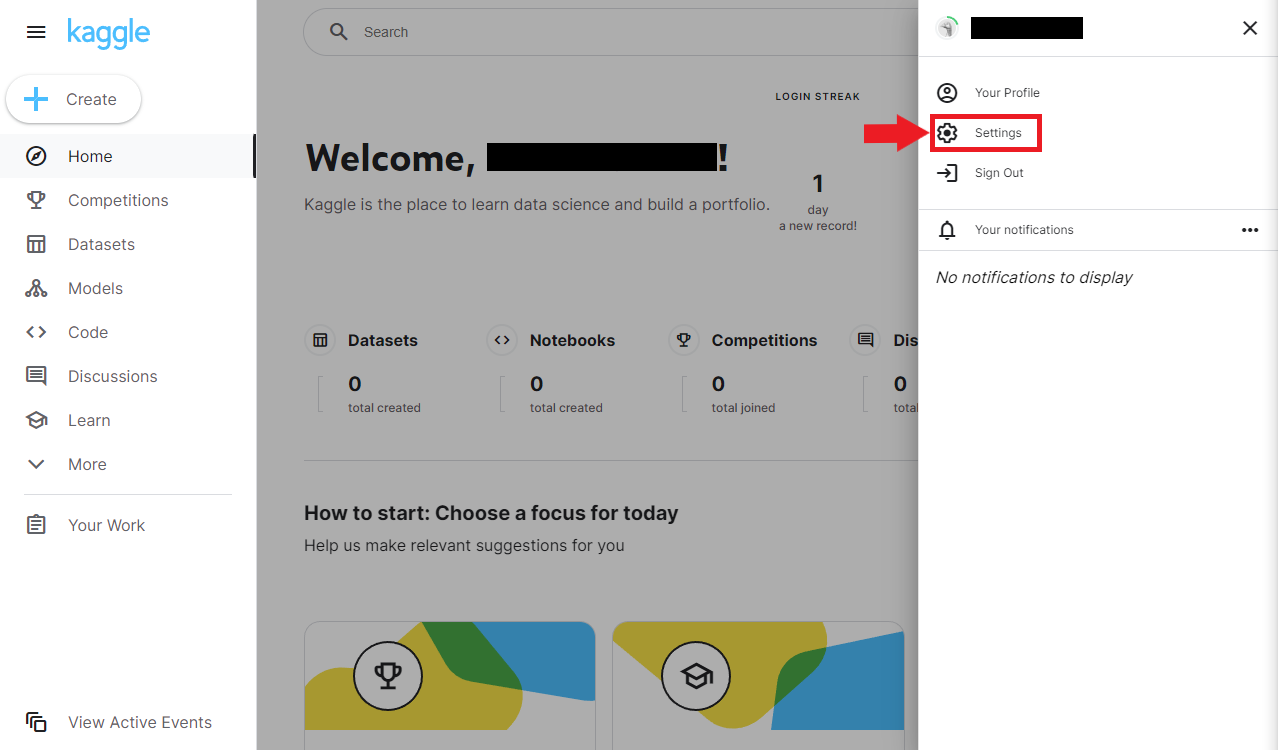 kaggle
Create
Home
Competitions
Datasets
Models
Code
Discussions
Learn
More
Your Work
View Active Events
Search
LOGIN STREAK
Welcome, !
Kaggle is the place to learn data science and build a portfolio.
1
day
a new record!
Datasets
0
total created
Notebooks
0
total created
Competitions
0
total joined
Dis
0
total
How to start: Choose a focus for today
Help us make relevant suggestions for you
Your Profile
Settings
Sign Out
Your notifications
No notifications to display